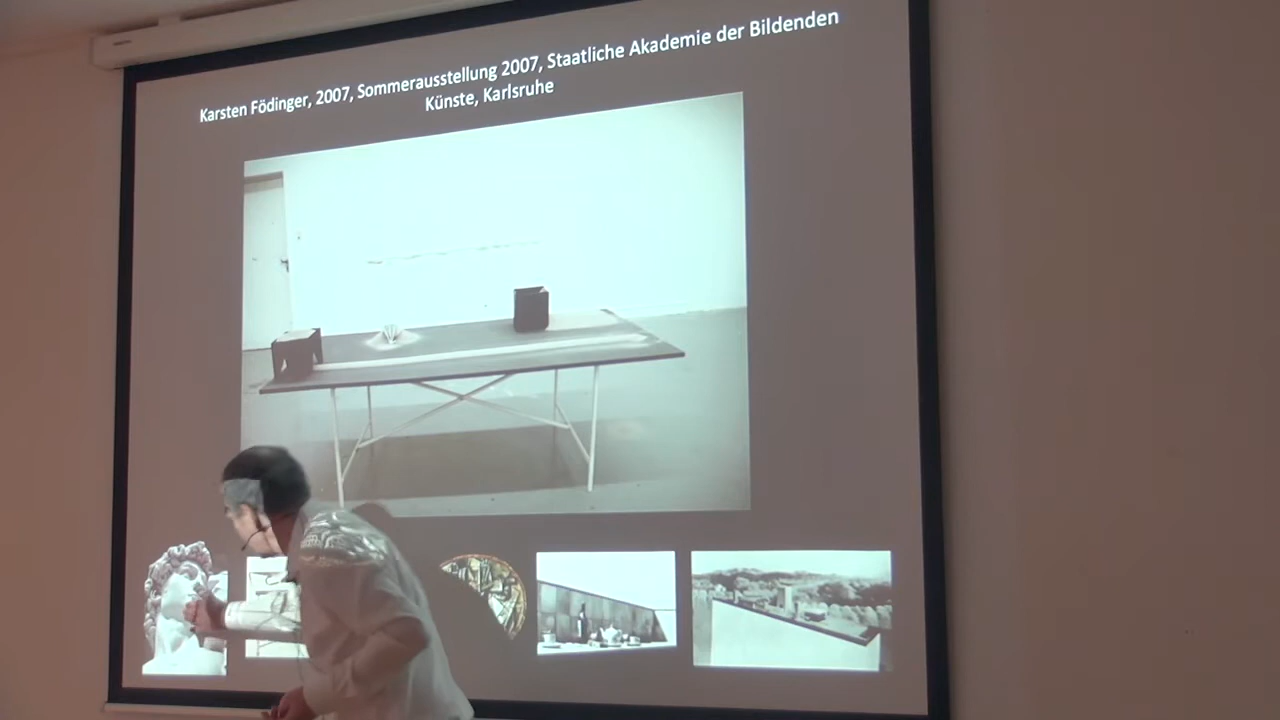 Karsten Födinger, 2007, Sommerausstellung 2007, Staatliche Akademie der Bildenden
Künste, Karlsruhe